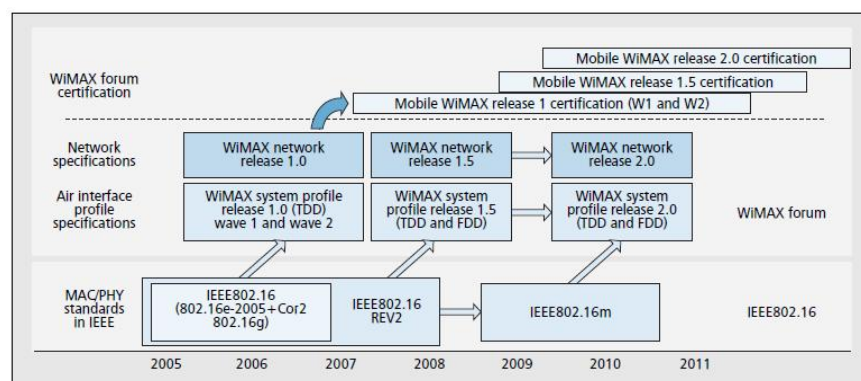 Mobile WiMAX release 2.0 certification
WiMAX forum
certification
Mobile WiMAX release 1.5 certification
Mobile WiMAX release 1 certification (W1 and W2)
Network
specifications
WiMAX network
release 1.0
WiMAX network
release 1.5
WiMAX network
release 2.0
Air interface
profile
specifications
WiMAX system profile
release 1.0 (TDD)
wave 1 and wave 2
WiMAX system
profile release 1.5
(TDD and FDD)
WiMAX system
profile release 2.0
(TDD and FDD)
WiMAX forum
MAC/PHY
standards
in IEEE
IEEE802.16
(802.16e-2005+Cor2
802.16g)
IEEE802.16
REV2
IEEE802.16m
IEEE802.16
2005 2006 2007 2008 2009 2010 2011